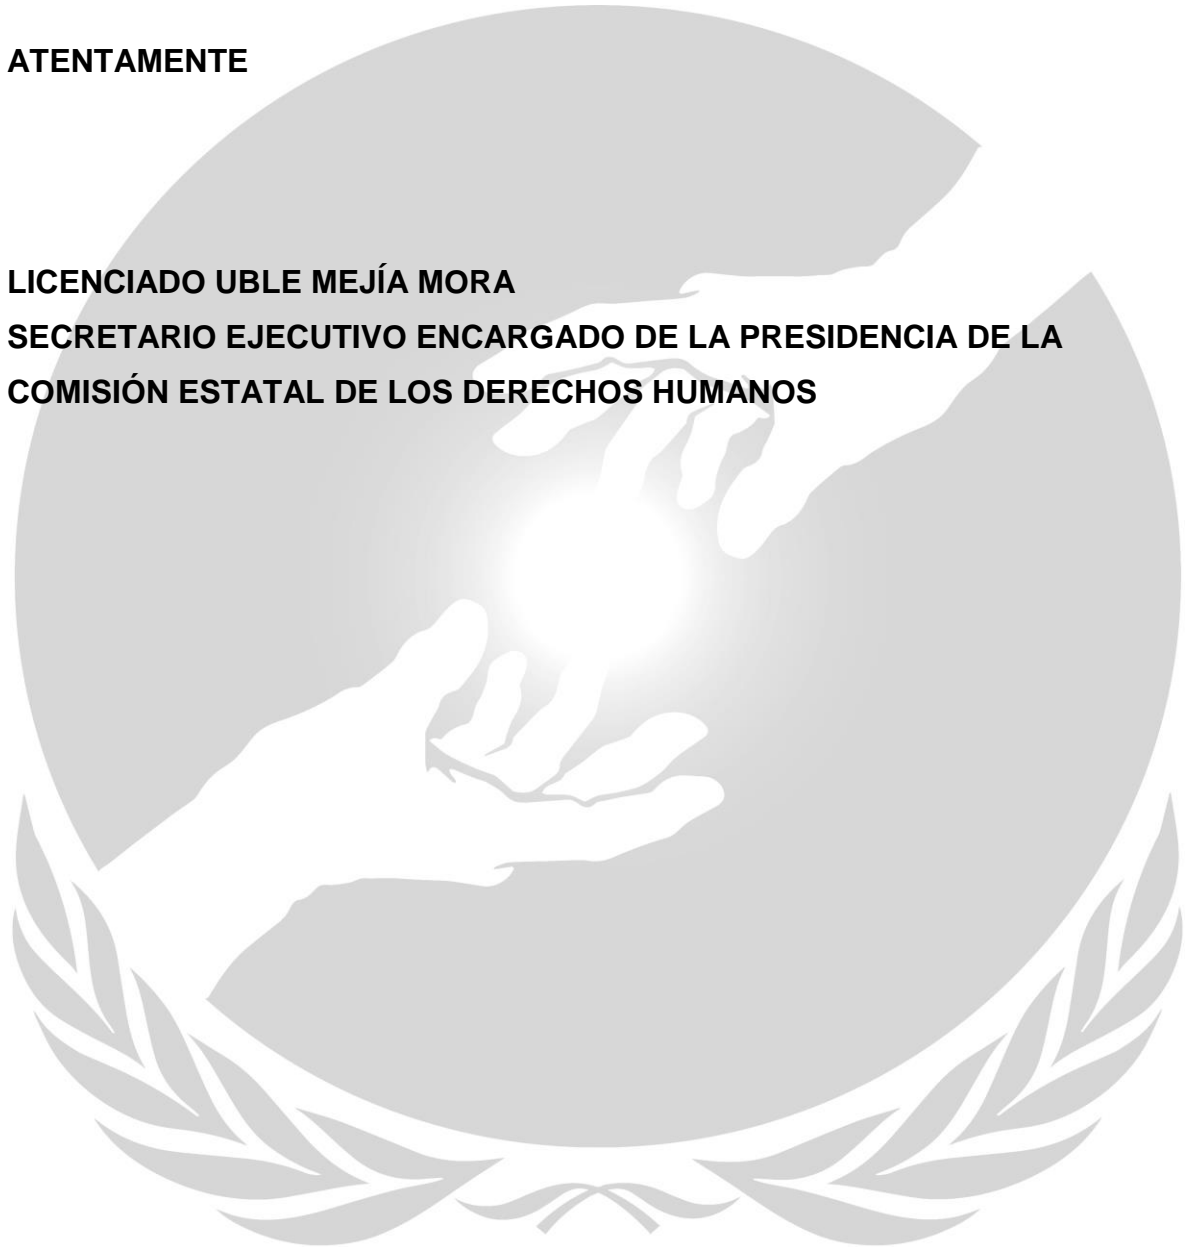 ATENTAMENTE
LICENCIADO UBLE MEJÍA MORA
SECRETARIO EJECUTIVO ENCARGADO DE LA PRESIDENCIA DE LA
COMISIÓN ESTATAL DE LOS DERECHOS HUMANOS